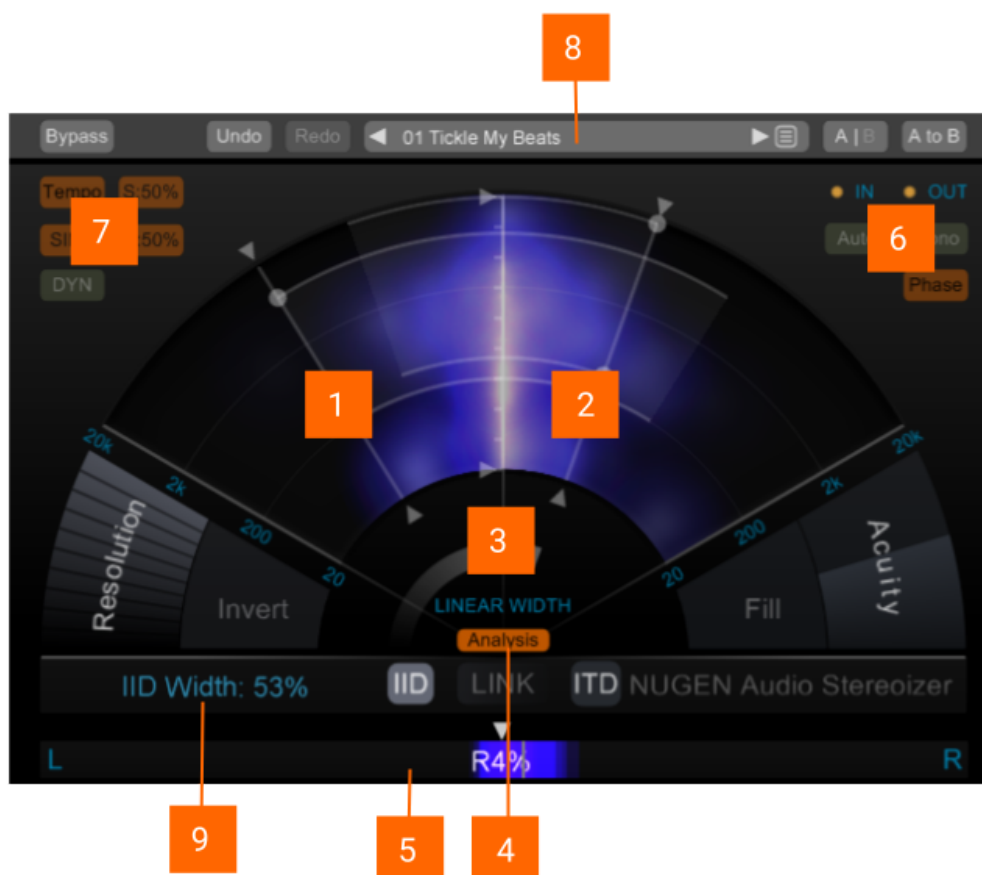 8
Bypass Undo Redo 01 Tickle My Beats A | B A to B
Tempo S:50% IN OUT
7 :50% 6
DYN Phase
1 2
20k 20k
2k 2k
200 200
20 20
Resolution Invert 3 Fill Acuity
LINEAR WIDTH
Analysis
IID Width: 53% IID LINK ITD NUGEN Audio Stereoizer
L R4% R
9 5 4